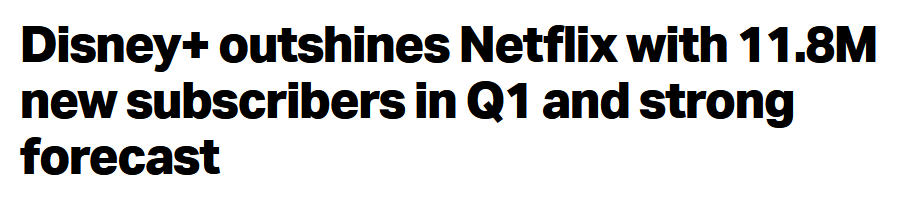 Disney+ outshines Netflix with 11.8M
new subscribers in Q1 and strong
forecast